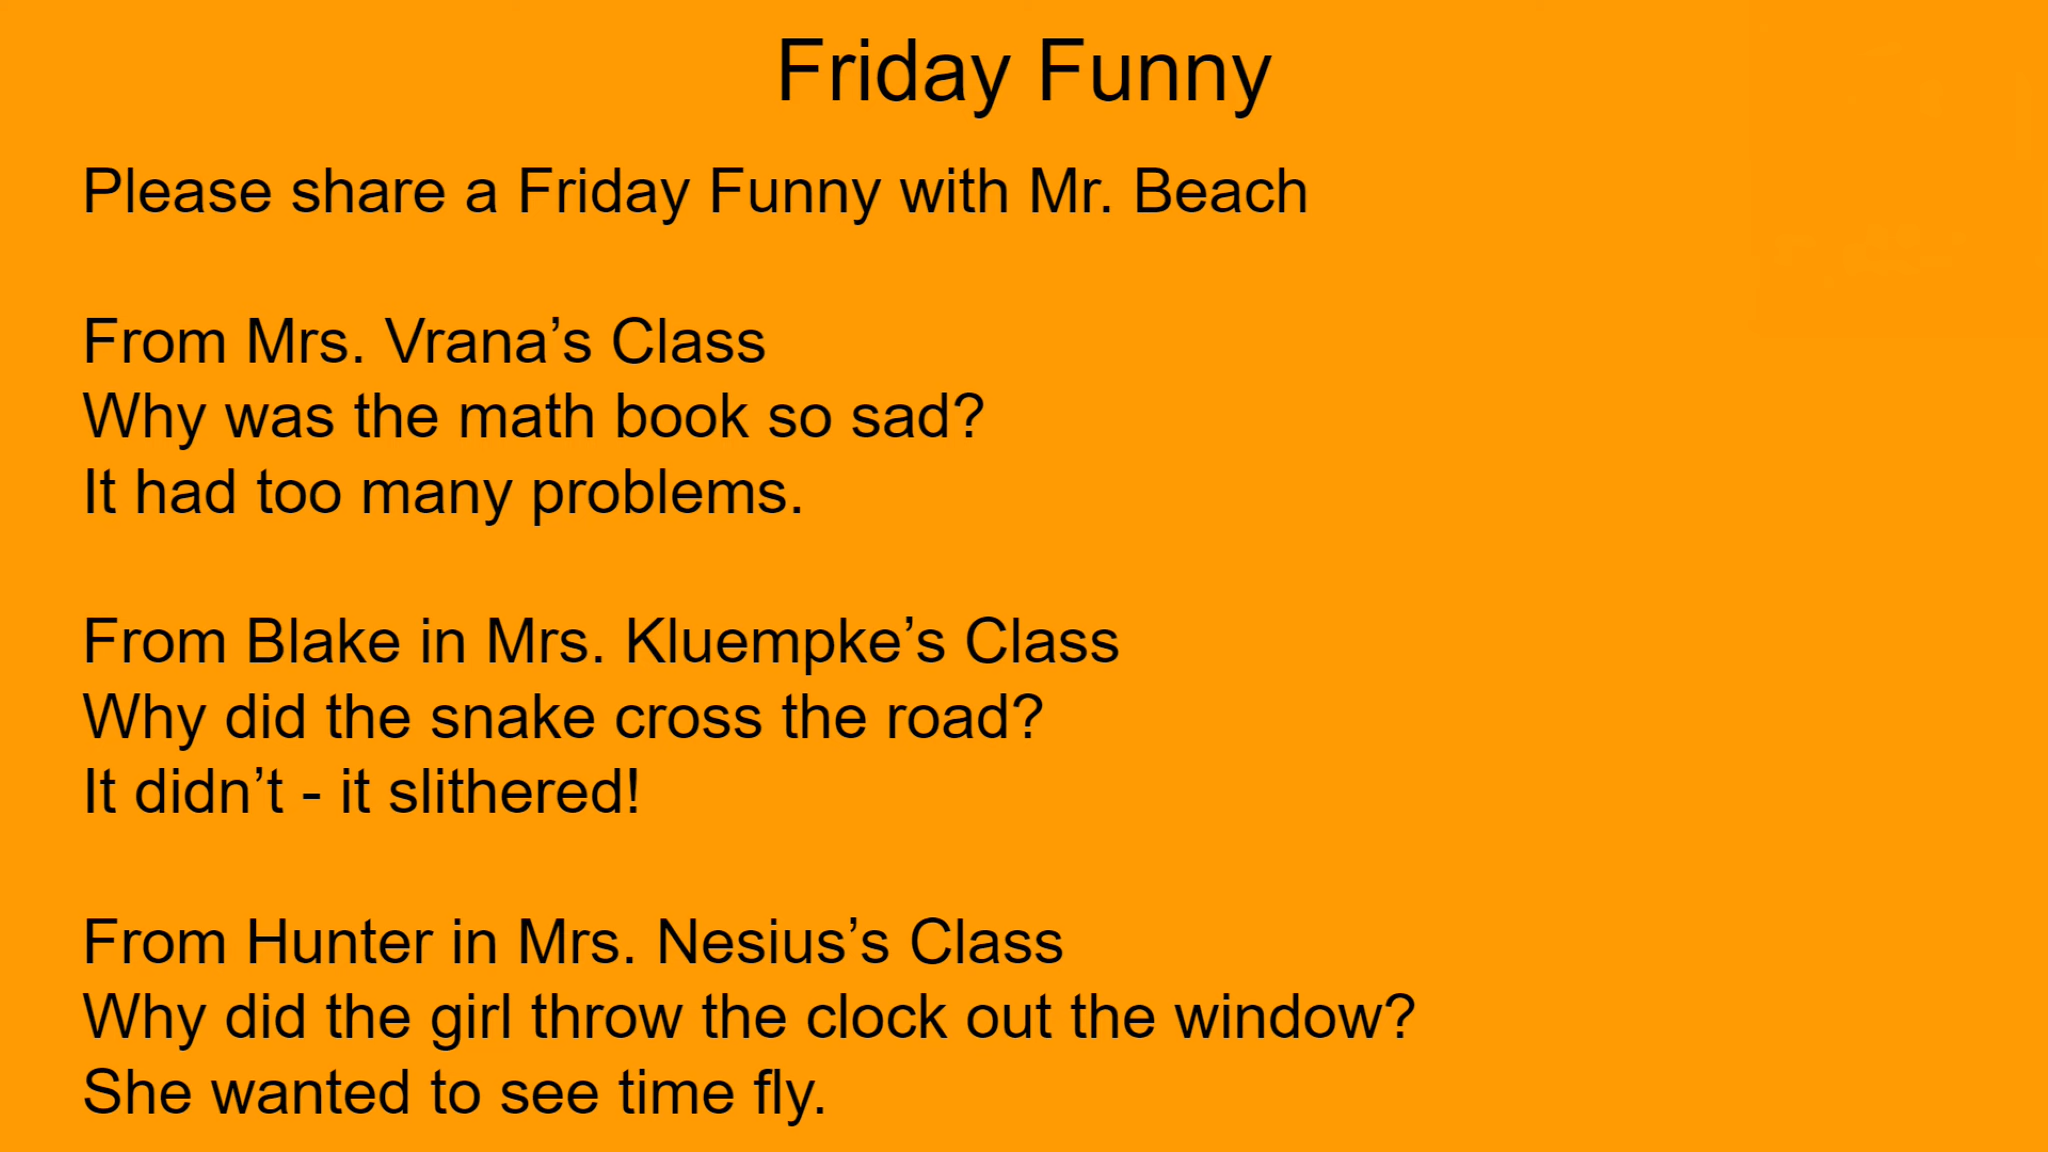 Friday Funny
Please share a Friday Funny with Mr. Beach
From Mrs. Vrana’s Class
Why was the math book so sad?
It had too many problems.
From Blake in Mrs. Kluempke’s Class
Why did the snake cross the road?
It didn’t - it slithered!
From Hunter in Mrs. Nesius’s Class
Why did the girl throw the clock out the window?
She wanted to see time fly.